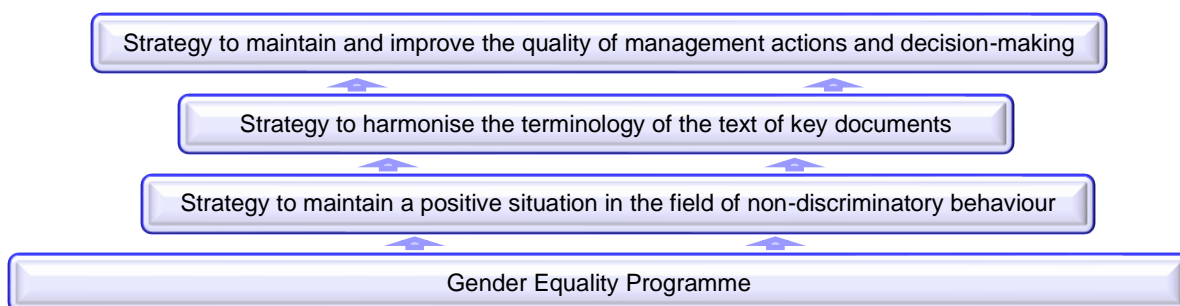 Strategy to maintain and improve the quality of management actions and decision-making
Strategy to harmonise the terminology of the text of key documents
Strategy to maintain a positive situation in the field of non-discriminatory behaviour
Gender Equality Programme